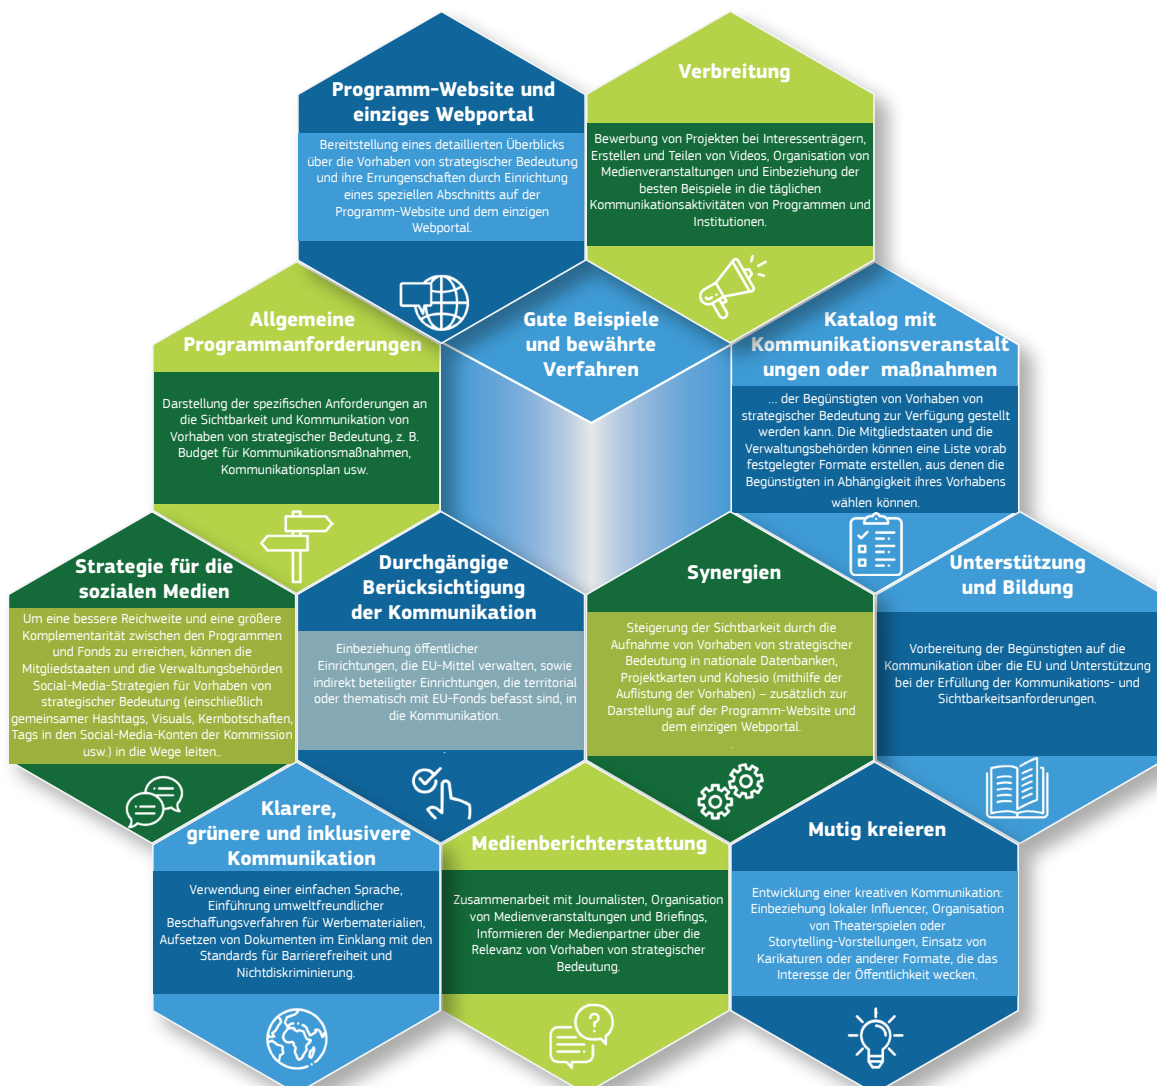 Programm-Website und
einziges Webportal
Bereitstellung eines detaillierten Überblicks
über die Vorhaben von strategischer Bedeutung
und ihre Errungenschaften durch Einrichtung
eines speziellen Abschnitts auf der
Programm-Website und dem einzigen
Webportal.
Verbreitung
Bewerbung von Projekten bei Interessenträgern,
Erstellen und Teilen von Videos, Organisation von
Medienveranstaltungen und Einbeziehung der
besten Beispiele in die täglichen
Kommunikationsaktivitäten von Programmen und
Institutionen.
Allgemeine
Programmanforderungen
Darstellung der spezifischen Anforderungen an
die Sichtbarkeit und Kommunikation von
Vorhaben von strategischer Bedeutung, z. B.
Budget für Kommunikationsmaßnahmen,
Kommunikationsplan usw.
Gute Beispiele
und bewährte
Verfahren
Katalog mit
Kommunikationsveranstalt
ungen oder maßnahmen
... der Begünstigten von Vorhaben von
strategischer Bedeutung zur Verfügung gestellt
werden kann. Die Mitgliedstaaten und die
Verwaltungsbehörden können eine Liste vorab
festgelegter Formate erstellen, aus denen die
Begünstigten in Abhängigkeit ihres Vorhabens
wählen können.
Strategie für die
sozialen Medien
Um eine bessere Reichweite und eine größere
Komplementarität zwischen den Programmen
und Fonds zu erreichen, können die
Mitgliedstaaten und die Verwaltungsbehörden
Social-Media-Strategien für Vorhaben von
strategischer Bedeutung (einschließlich
gemeinsamer Hashtags, Visuals, Kernbotschaften,
Tags in den Social-Media-Konten der Kommission
usw.) in die Wege leiten..
Durchgängige
Berücksichtigung
der Kommunikation
Einbeziehung öffentlicher
Einrichtungen, die EU-Mittel verwalten, sowie
indirekt beteiligter Einrichtungen, die territorial
oder thematisch mit EU-Fonds befasst sind, in
die Kommunikation.
.
Synergien
Steigerung der Sichtbarkeit durch die
Aufnahme von Vorhaben von strategischer
Bedeutung in nationale Datenbanken,
Projektkarten und Kohesio (mithilfe der
Auflistung der Vorhaben) – zusätzlich zur
Darstellung auf der Programm-Website und
dem einzigen Webportal.
.
Unterstützung
und Bildung
Vorbereitung der Begünstigten auf die
Kommunikation über die EU und Unterstützung
bei der Erfüllung der Kommunikations- und
Sichtbarkeitsanforderungen.
Klarere,
grünere und inklusivere
Kommunikation
Verwendung einer einfachen Sprache,
Einführung umweltfreundlicher
Beschaffungsverfahren für Werbematerialien,
Aufsetzen von Dokumenten im Einklang mit den
Standards für Barrierefreiheit und
Nichtdiskriminierung.
Medienberichterstattung
Zusammenarbeit mit Journalisten, Organisation
von Medienveranstaltungen und Briefings,
Informieren der Medienpartner über die
Relevanz von Vorhaben von strategischer
Bedeutung.
?
Mutig kreieren
Entwicklung einer kreativen Kommunikation:
Einbeziehung lokaler Influencer, Organisation
von Theaterspielen oder
Storytelling-Vorstellungen, Einsatz von
Karikaturen oder anderer Formate, die das
Interesse der Öffentlichkeit wecken.